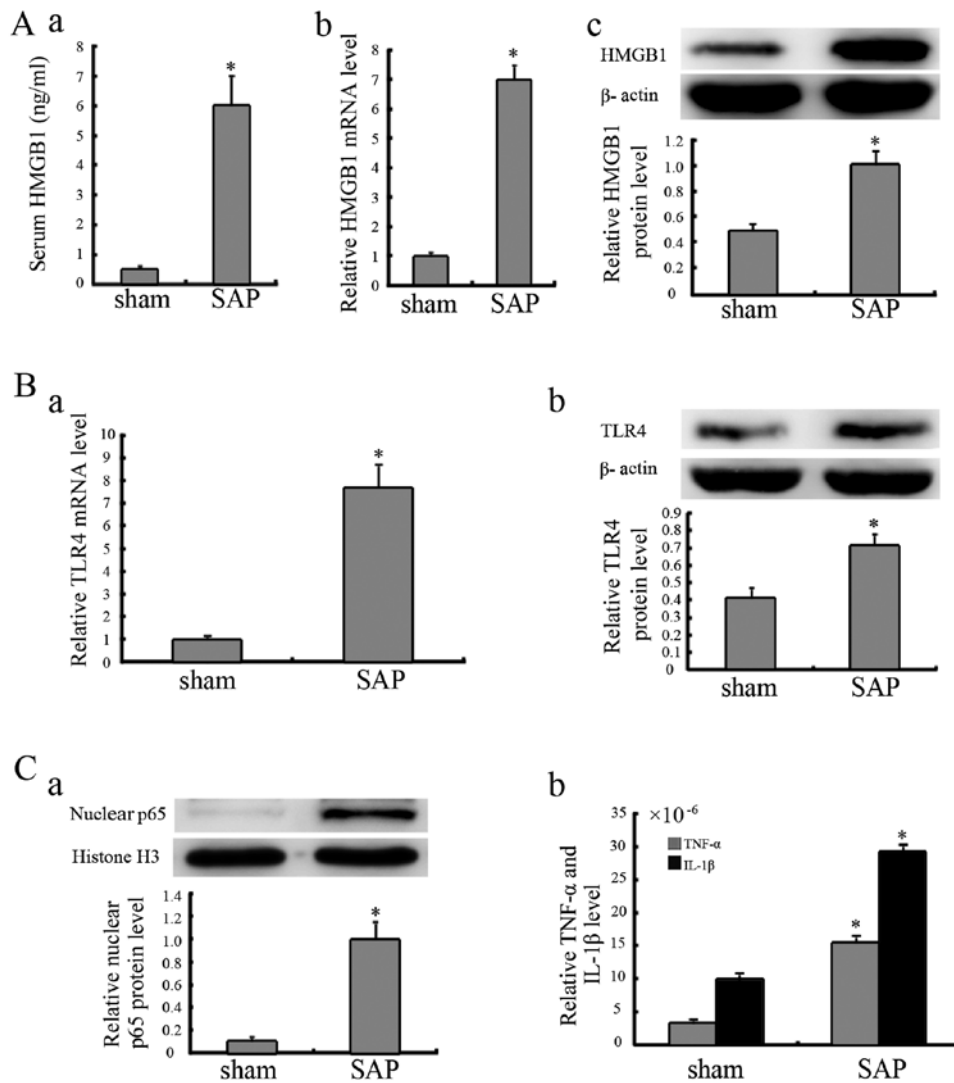 A a
Serum HMGB1 (ng/ml)
8
7
6
5
4
3
2
1
0
*
sham SAP
b
Relative HMGB1 mRNA level
8
7
6
5
4
3
2
1
0
*
sham SAP
c
HMGB1
β- actin
Relative HMGB1
protein level
1.2
1.0
0.8
0.6
0.4
0.2
0
*
sham SAP
B a
Relative TLR4 mRNA level
10
9
8
7
6
5
4
3
2
1
0
*
sham SAP
b
TLR4
β- actin
Relative TLR4
protein level
0.9
0.8
0.7
0.6
0.5
0.4
0.3
0.2
0.1
0
*
sham SAP
C a
Nuclear p65
Histone H3
Relative nuclear
p65 protein level
1.4
1.2
1.0
0.8
0.6
0.4
0.2
0
*
sham SAP
b
×10⁻⁶
TNF-α
IL-1β
Relative TNF-α and
IL-1β level
35
30
25
20
15
10
5
0
*
*
sham SAP